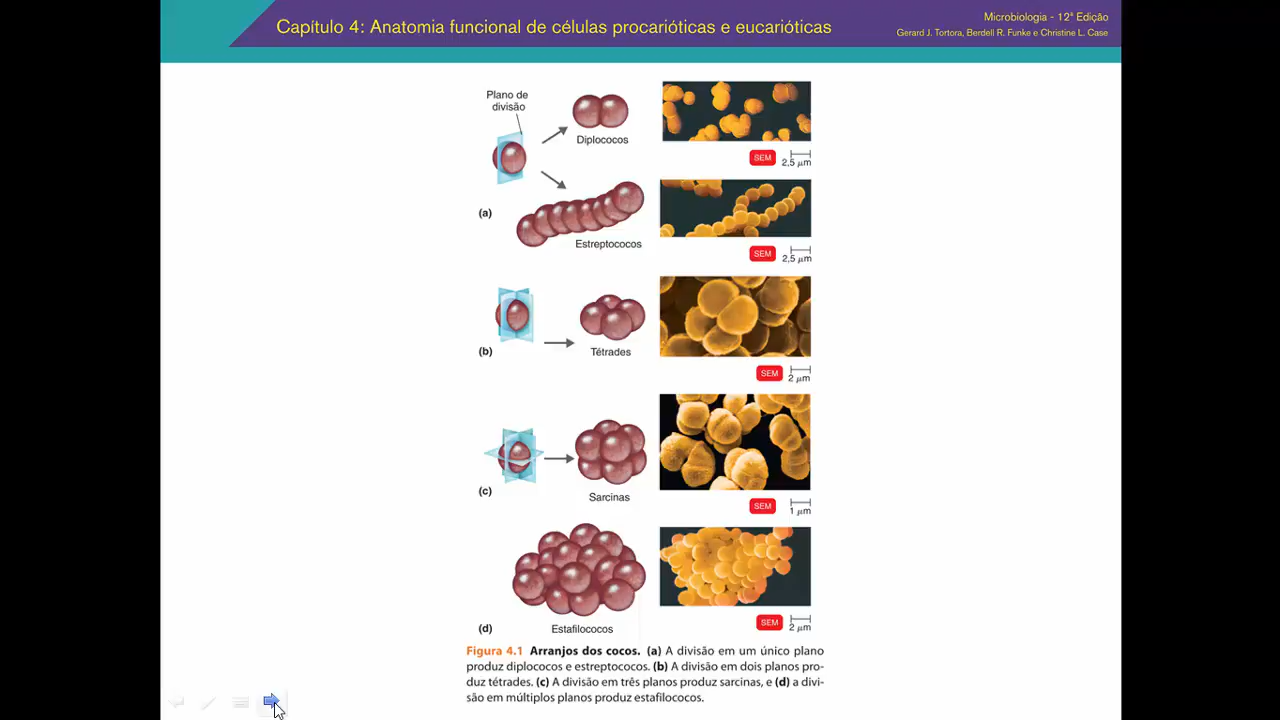 Capítulo 4: Anatomia funcional de células procarióticas e eucarióticas
Microbiologia - 12ª Edição
Gerard J. Tortora, Berdell R. Funke e Christine L. Case
Plano de
divisão
Diplococos
SEM
2,5 μm
(a)
Estreptococos
SEM
2,5 μm
(b)
Tétrades
SEM
2 μm
(c)
Sarcinas
SEM
1 μm
(d)
Estafilococos
SEM
2 μm
Figura 4.1 Arranjos dos cocos. (a) A divisão em um único plano
produz diplococos e estreptococos. (b) A divisão em dois planos pro-
duz tétrades. (c) A divisão em três planos produz sarcinas, e (d) a divi-
são em múltiplos planos produz estafilococos.